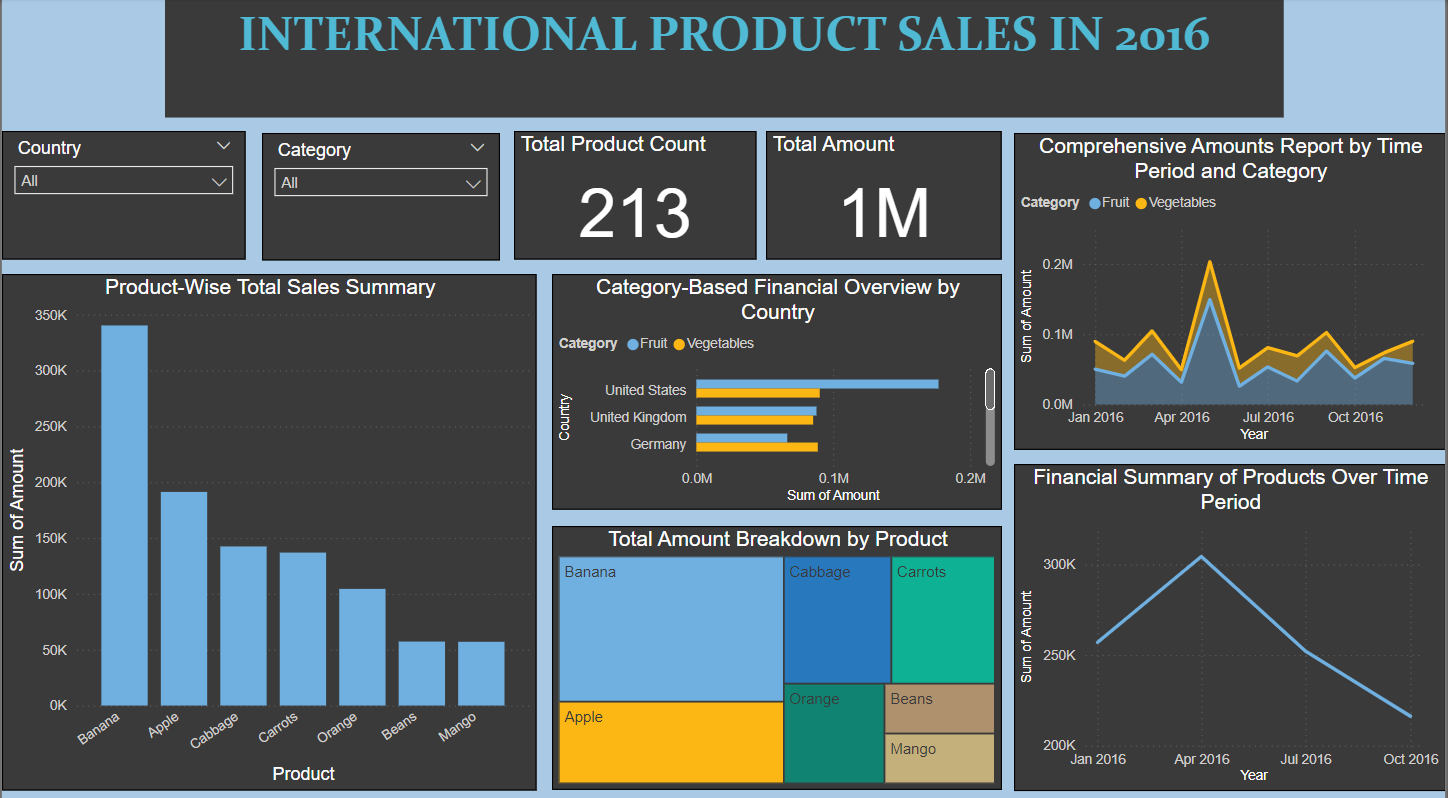 INTERNATIONAL PRODUCT SALES IN 2016
Country
All
Category
All
Total Product Count
213
Total Amount
1M
Comprehensive Amounts Report by Time
Period and Category
Category Fruit Vegetables
Sum of Amount
0.2M
0.1M
0.0M
Jan 2016 Apr 2016 Jul 2016 Oct 2016
Year
Product-Wise Total Sales Summary
Sum of Amount
350K
300K
250K
200K
150K
100K
50K
0K
Banana Apple Cabbage Carrots Orange Beans Mango
Product
Category-Based Financial Overview by
Country
Category Fruit Vegetables
Country
United States
United Kingdom
Germany
0.0M 0.1M 0.2M
Sum of Amount
Total Amount Breakdown by Product
Banana
Cabbage
Carrots
Apple
Orange
Beans
Mango
Financial Summary of Products Over Time
Period
Sum of Amount
300K
250K
200K
Jan 2016 Apr 2016 Jul 2016 Oct 2016
Year